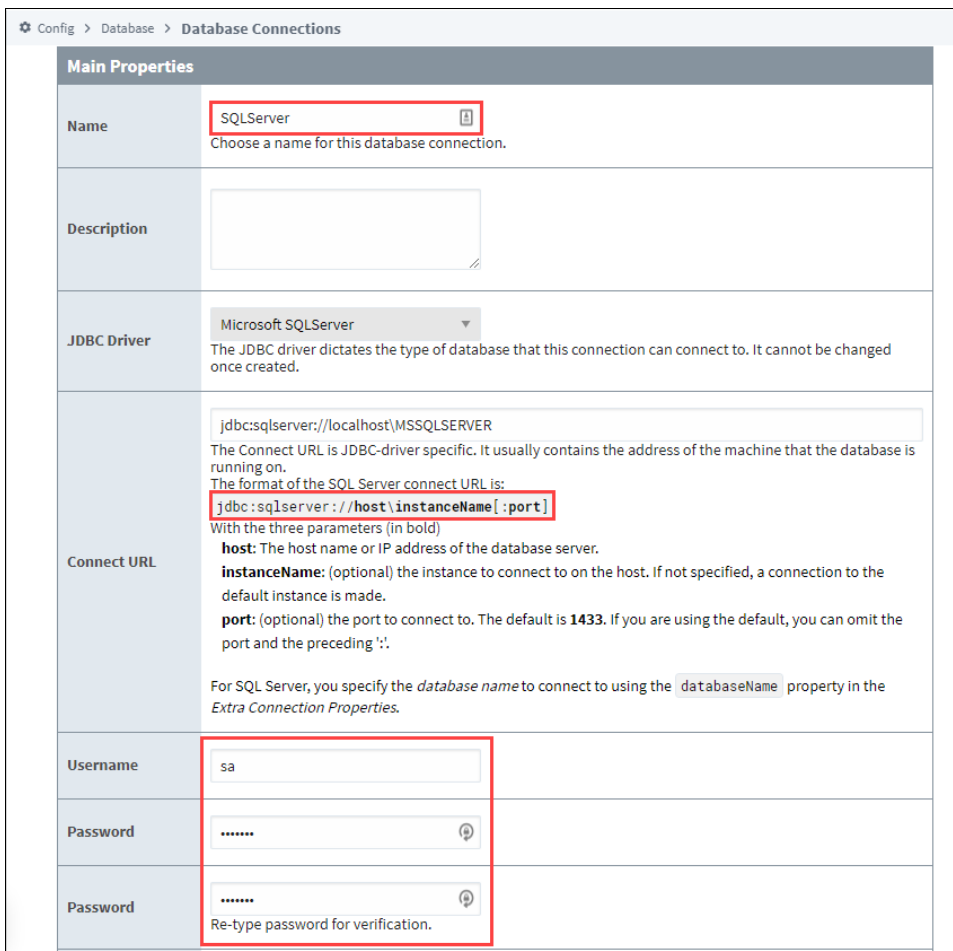 Config > Database > Database Connections
Main Properties
Name
SQLServer
Choose a name for this database connection.
Description
JDBC Driver
Microsoft SQLServer
The JDBC driver dictates the type of database that this connection can connect to. It cannot be changed
once created.
Connect URL
jdbc:sqlserver://localhost\MSSQLSERVER
The Connect URL is JDBC-driver specific. It usually contains the address of the machine that the database is
running on.
The format of the SQL Server connect URL is:
jdbc:sqlserver://host\instanceName[:port]
With the three parameters (in bold)
host: The host name or IP address of the database server.
instanceName: (optional) the instance to connect to on the host. If not specified, a connection to the
default instance is made.
port: (optional) the port to connect to. The default is 1433. If you are using the default, you can omit the
port and the preceding ':'.
For SQL Server, you specify the database name to connect to using the databaseName property in the
Extra Connection Properties.
Username
sa
Password
•••••••
Password
•••••••
Re-type password for verification.